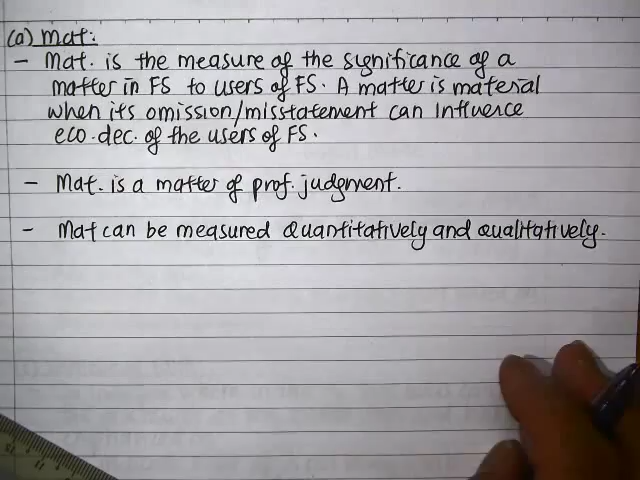 (a) Mat:
- Mat. is the measure of the significance of a
matter in FS to users of FS. A matter is material
when its omission/misstatement can influence
eco. dec. of the users of FS.
- Mat. is a matter of prof. judgment.
- Mat can be measured quantitatively and qualitatively.